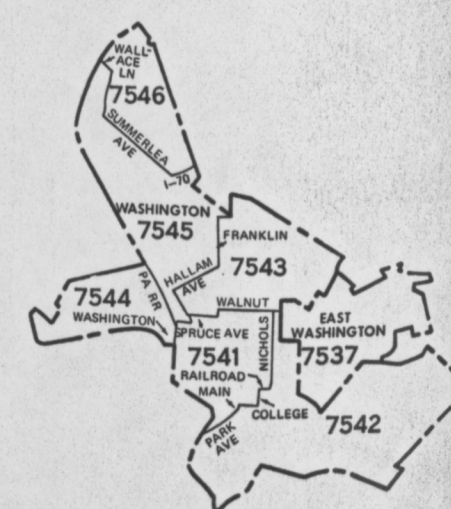 WALL-
ACE
LN
7546
SUMMERLEA
AVE
I-70
WASHINGTON
7545
FRANKLIN
HALLAM
AVE
7543
PA RR
7544
WASHINGTON
WALNUT
SPRUCE AVE
EAST
WASHINGTON
7537
7541
NICHOLS
RAILROAD
MAIN
COLLEGE
PARK
AVE
7542